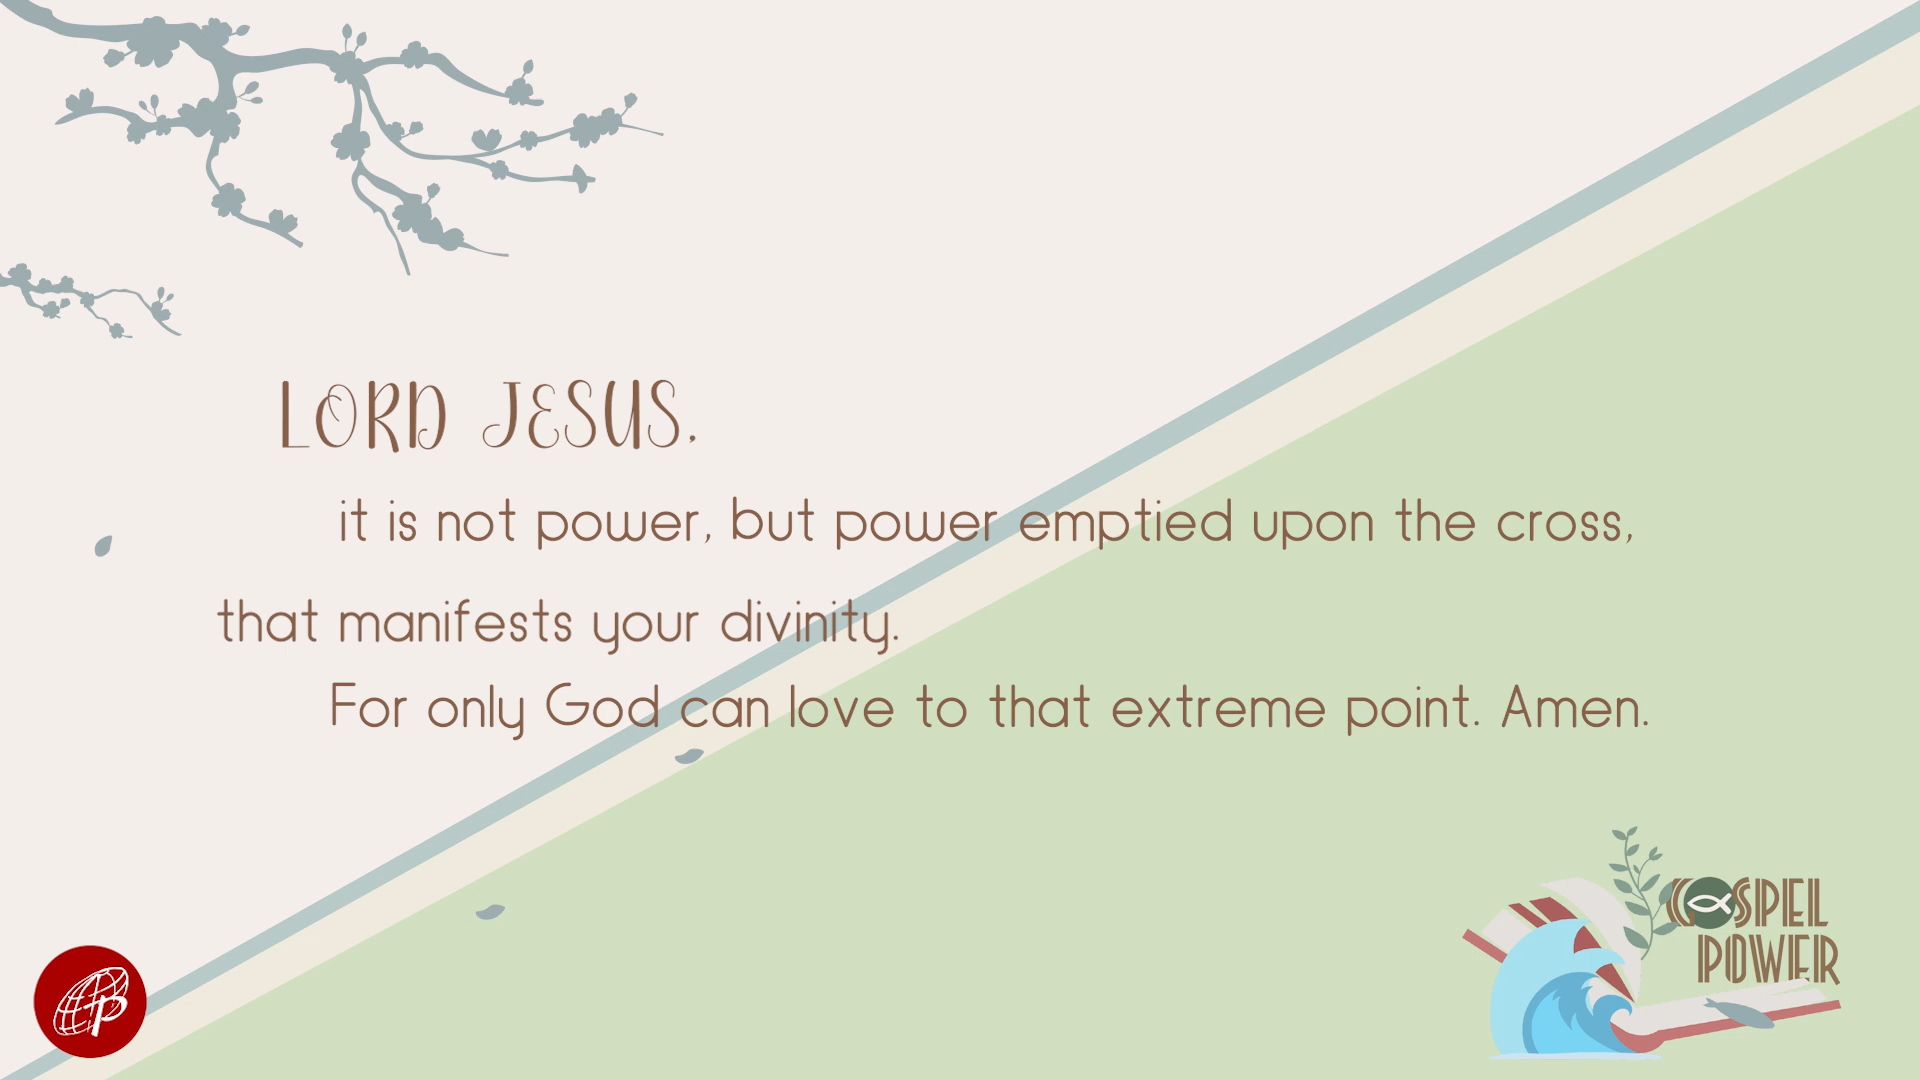 LORD JESUS,
it is not power, but power emptied upon the cross,
that manifests your divinity.
For only God can love to that extreme point. Amen.
GOSPEL
POWER